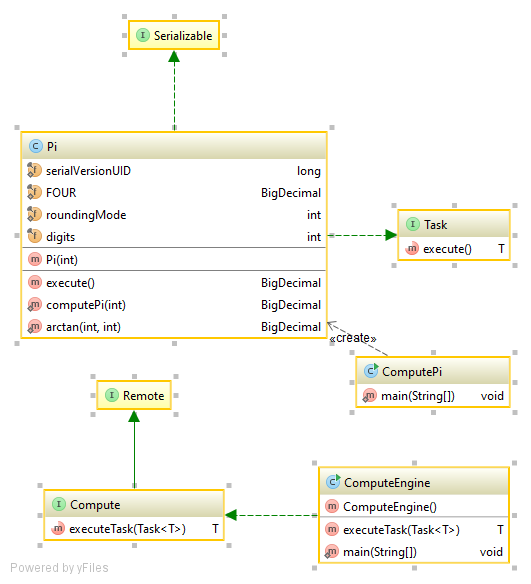 Serializable
Pi
serialVersionUID long
FOUR BigDecimal
roundingMode int
digits int
Pi(int)
execute() BigDecimal
computePi(int) BigDecimal
arctan(int, int) BigDecimal
Task
execute() T
«create»
ComputePi
main(String[]) void
Remote
Compute
executeTask(Task<T>) T
ComputeEngine
ComputeEngine()
executeTask(Task<T>) T
main(String[]) void
Powered by yFiles